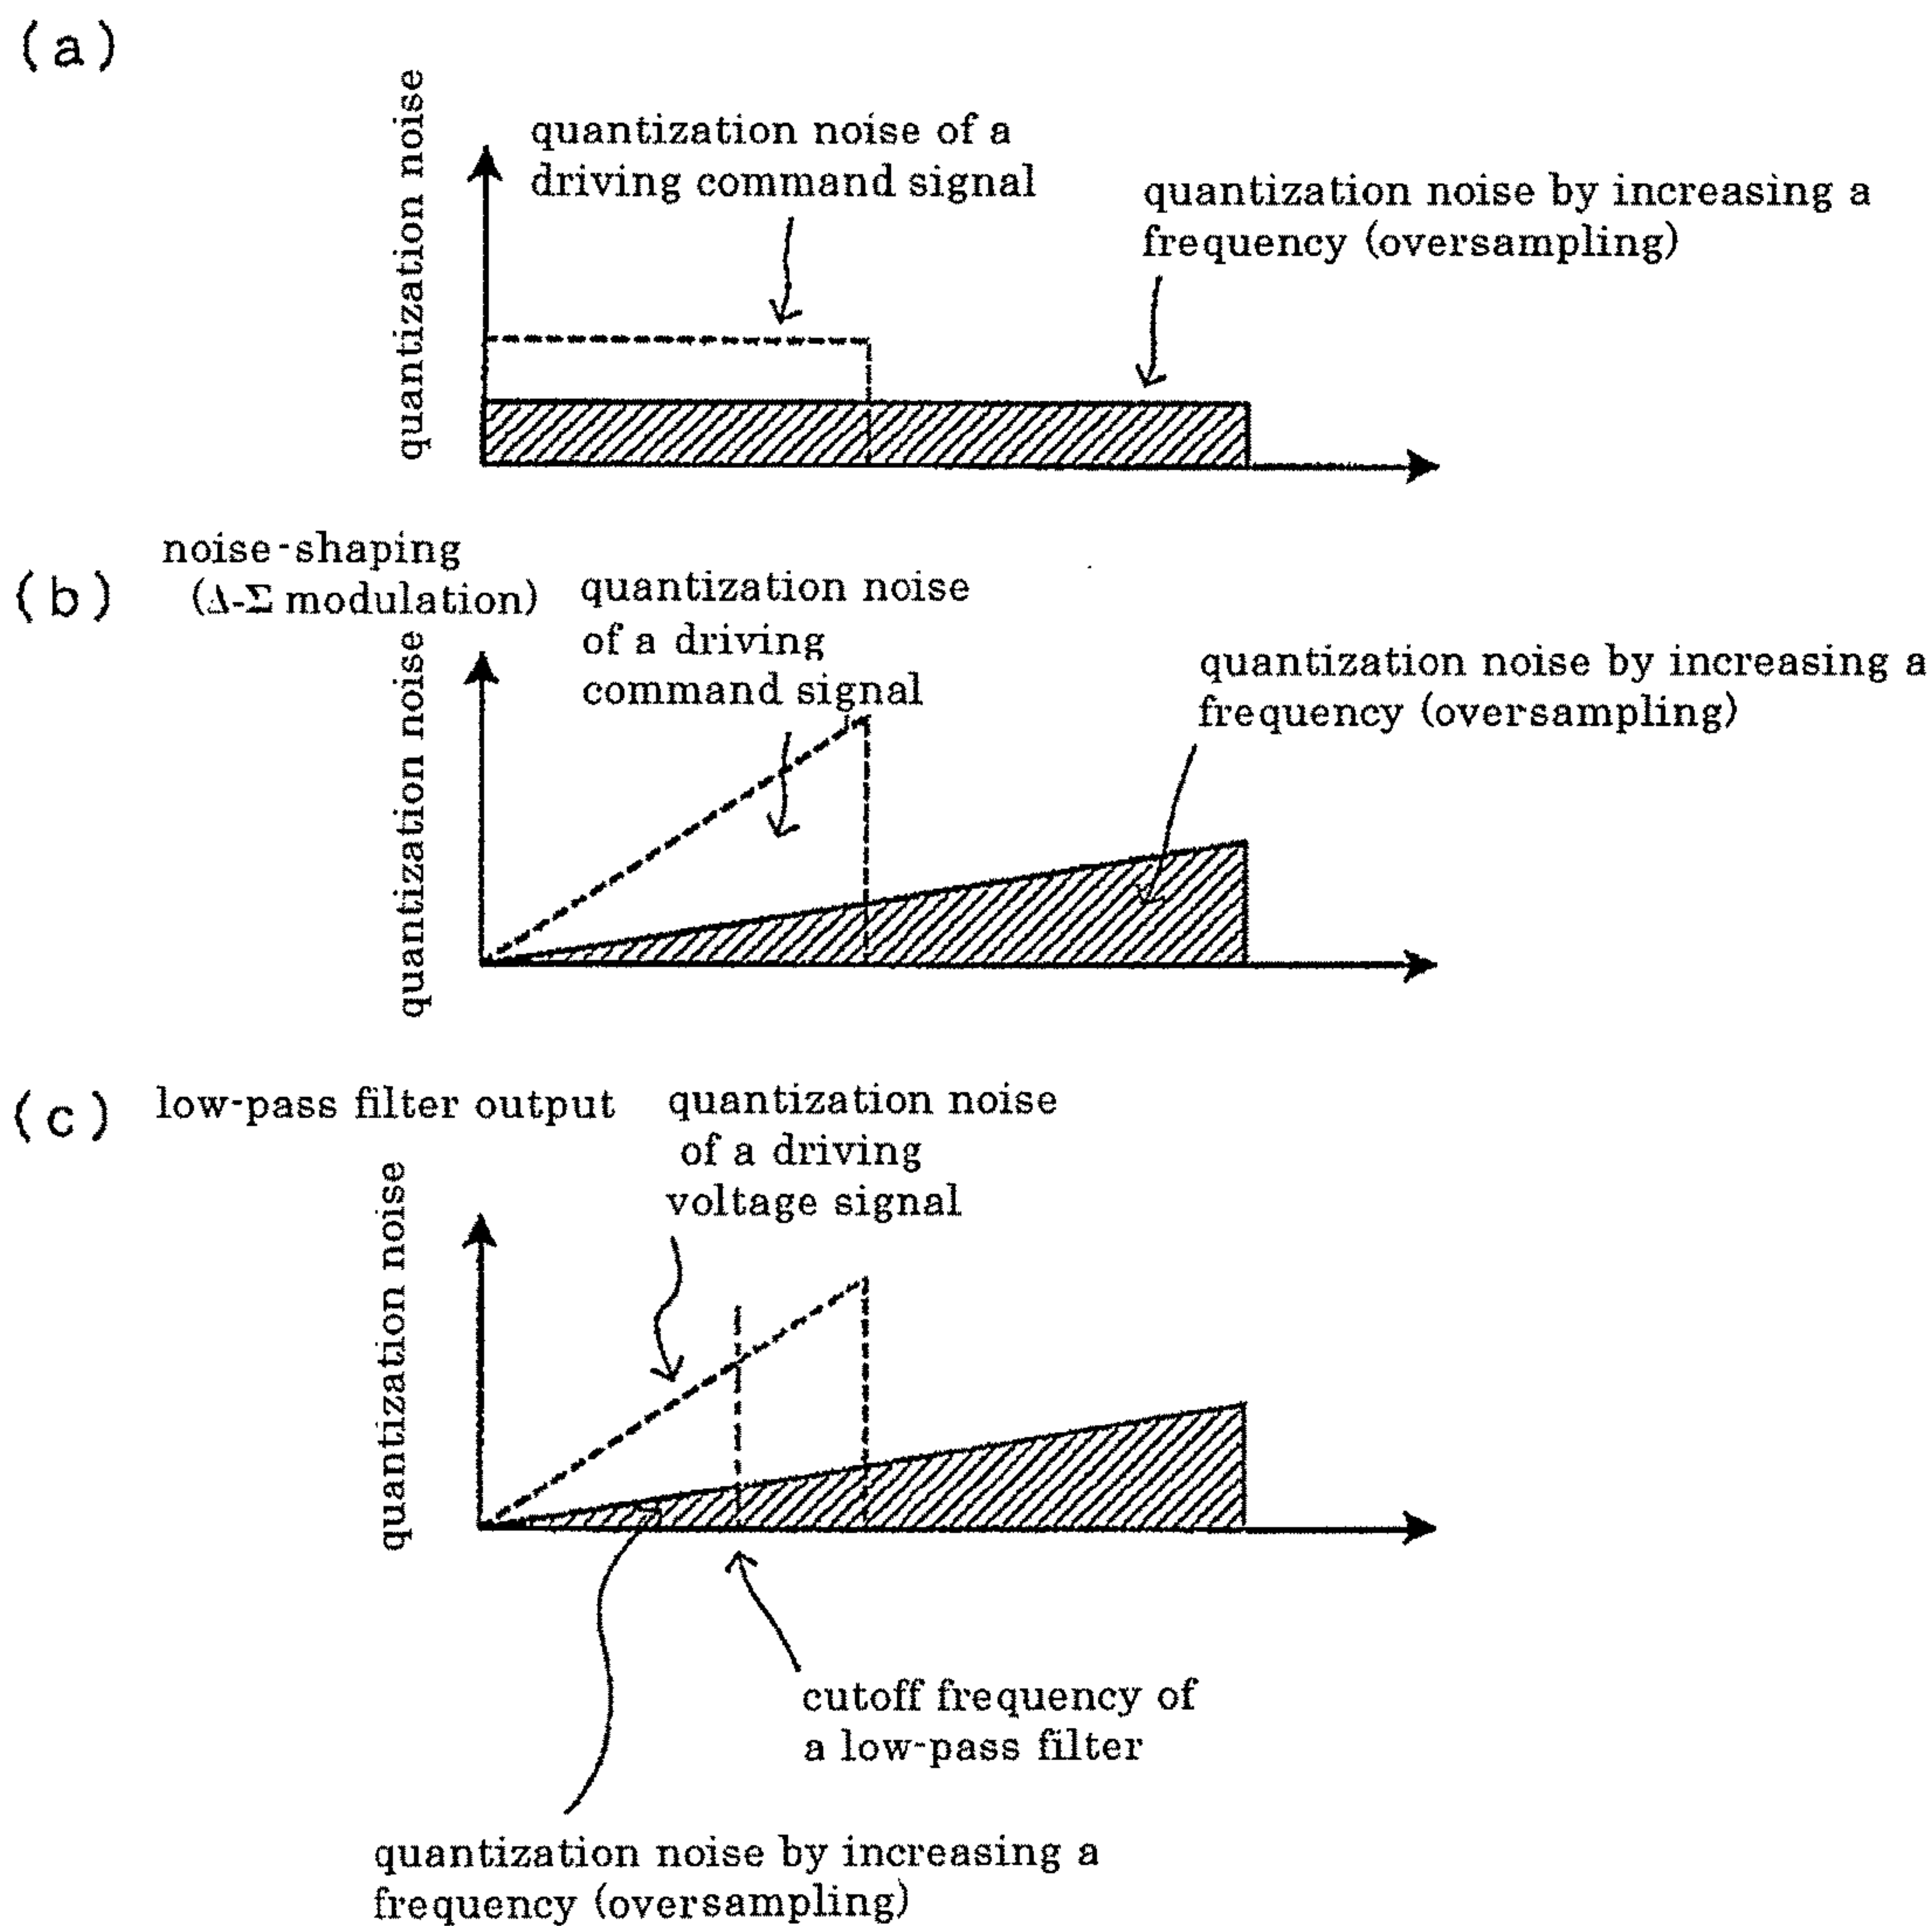 (a)
quantization noise
quantization noise of a
driving command signal
quantization noise by increasing a
frequency (oversampling)
(b)
noise-shaping
(Δ-Σ modulation)
quantization noise
quantization noise
of a driving
command signal
quantization noise by increasing a
frequency (oversampling)
(c)
low-pass filter output
quantization noise
quantization noise
of a driving
voltage signal
cutoff frequency of
a low-pass filter
quantization noise by increasing a
frequency (oversampling)